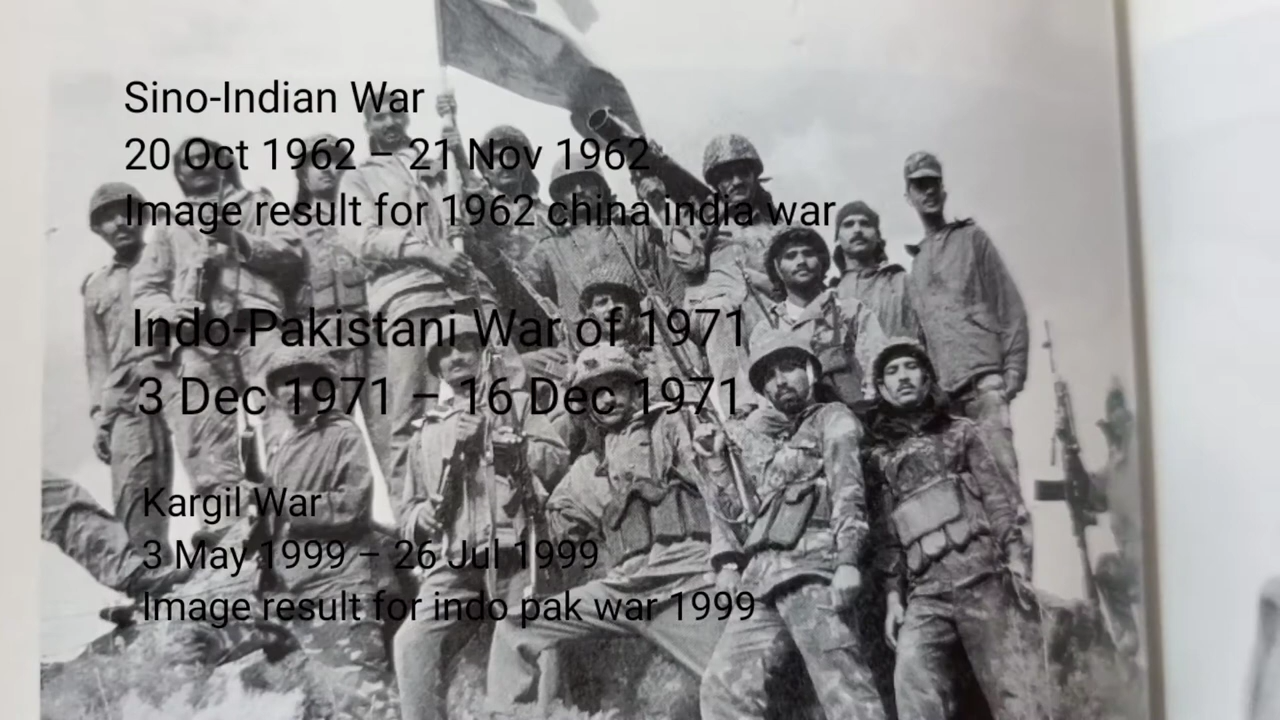 Sino-Indian War
20 Oct 1962 – 21 Nov 1962
Image result for 1962 china india war
Indo-Pakistani War of 1971
3 Dec 1971 – 16 Dec 1971
Kargil War
3 May 1999 – 26 Jul 1999
Image result for indo pak war 1999